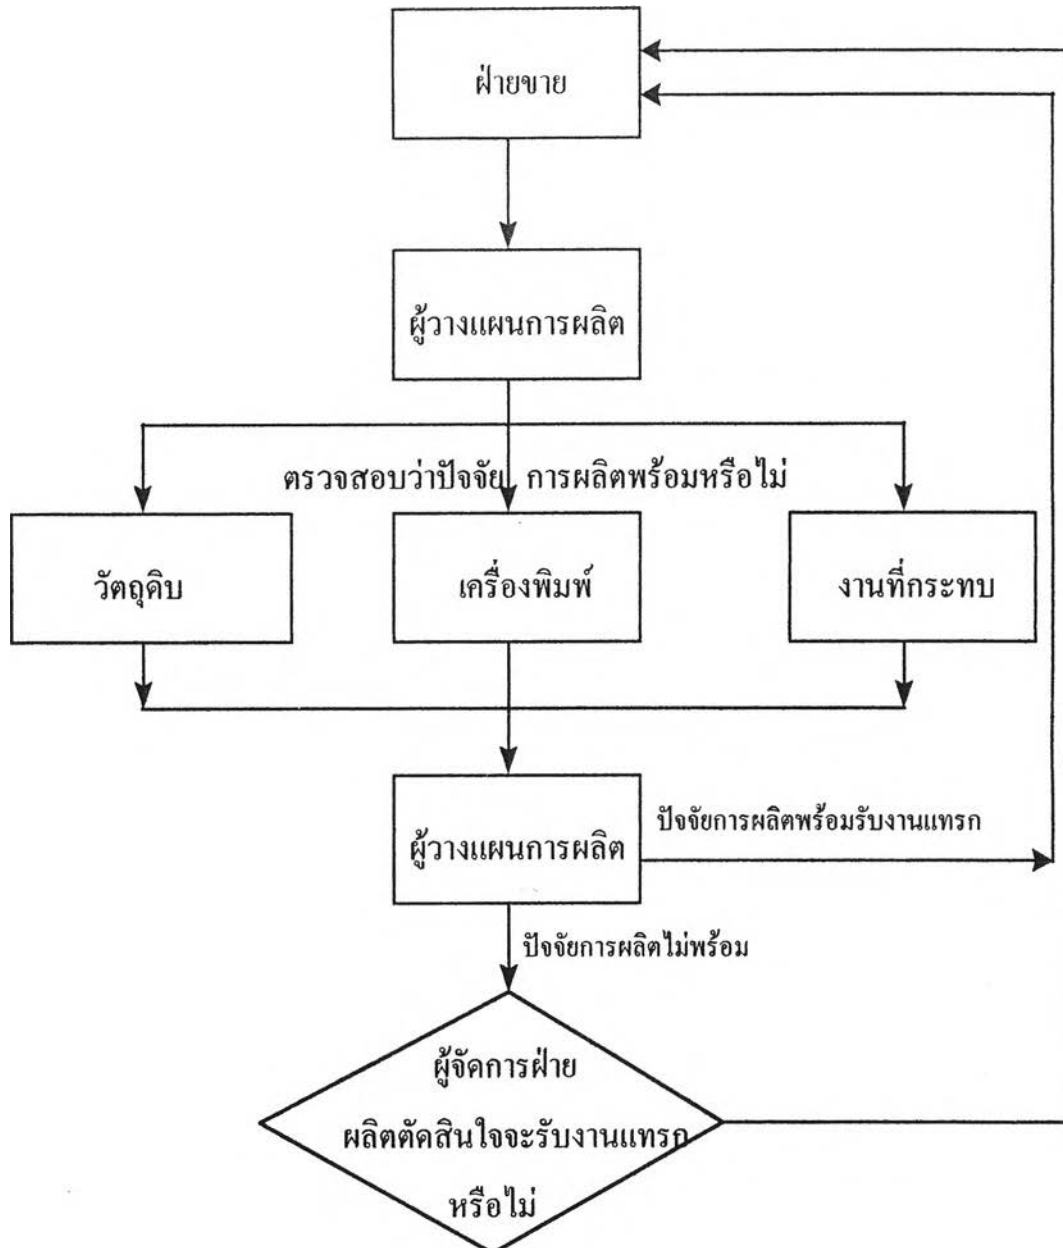 ฝ่ายขาย
ผู้วางแผนการผลิต
ตรวจสอบว่าปัจจัย การผลิตพร้อมหรือไม่
วัตถุดิบ
เครื่องพิมพ์
งานที่กระทบ
ปัจจัยการผลิตพร้อมรับงานแทรก
ผู้วางแผนการผลิต
ปัจจัยการผลิตไม่พร้อม
ผู้จัดการฝ่าย
ผลิตตัดสินใจจะรับงานแทรก
หรือไม่